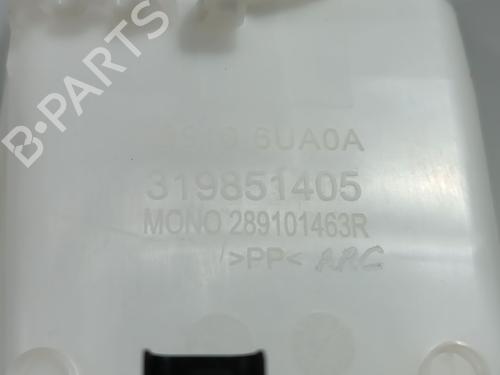 6UA0A
319851405
MONO 289101463R
>PP< ARC
B-PARTS